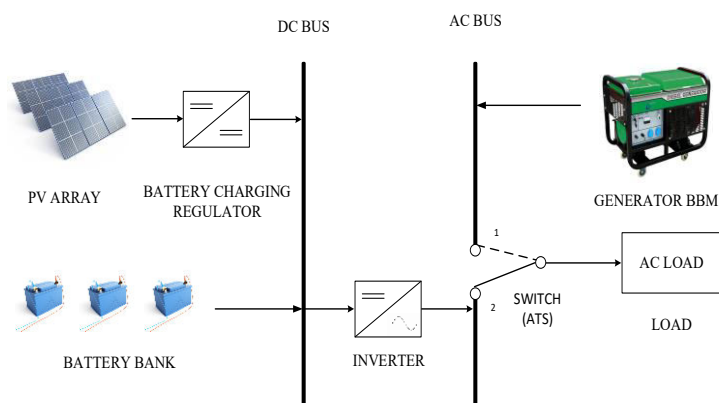 DC BUS
AC BUS
PV ARRAY
BATTERY CHARGING
REGULATOR
GENERATOR BBM
1
AC LOAD
2
SWITCH
(ATS)
LOAD
BATTERY BANK
INVERTER